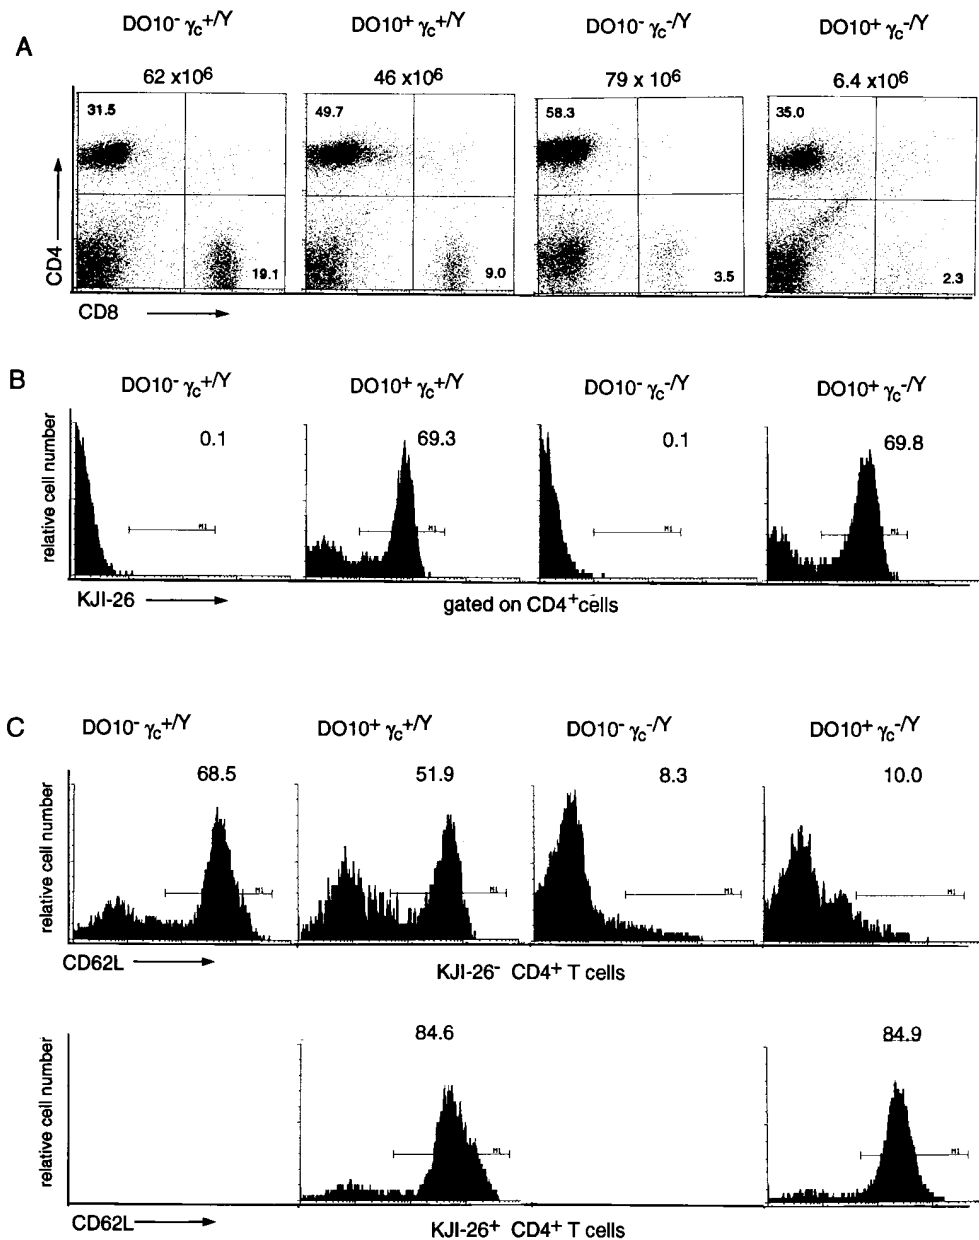 A
DO10⁻ γc⁺/Y DO10⁺ γc⁺/Y DO10⁻ γc⁻/Y DO10⁺ γc⁻/Y
62 x10⁶ 46 x10⁶ 79 x 10⁶ 6.4 x 10⁶
31.5 49.7 58.3 35.0
CD4
19.1 9.0 3.5 2.3
CD8
B
DO10⁻ γc⁺/Y DO10⁺ γc⁺/Y DO10⁻ γc⁻/Y DO10⁺ γc⁻/Y
relative cell number
0.1 69.3 0.1 69.8
M1 M1 M1 M1
KJI-26
gated on CD4⁺cells
C
DO10⁻ γc⁺/Y DO10⁺ γc⁺/Y DO10⁻ γc⁻/Y DO10⁺ γc⁻/Y
relative cell number
68.5 51.9 8.3 10.0
M1 M1 M1 M1
CD62L
KJI-26⁻ CD4⁺ T cells
relative cell number
84.6 84.9
M1 M1
CD62L
KJI-26⁺ CD4⁺ T cells